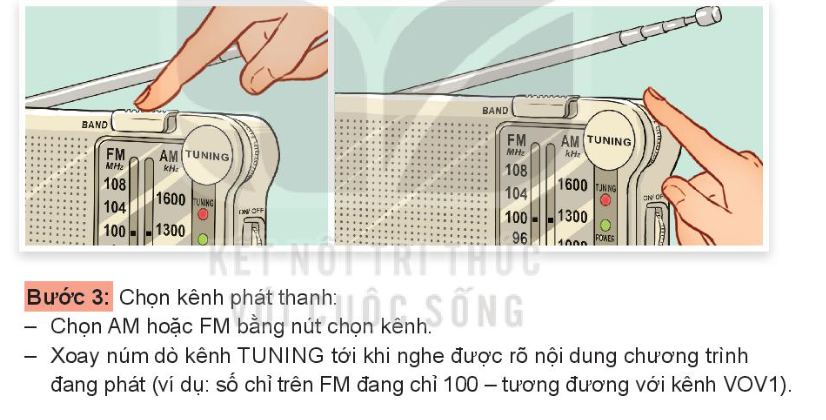 BAND
FM AM TUNING
MHz kHz
108
1600 TUNING
104
ON/ OFF
100 1300
BAND
FM AM TUNING
MHz kHz
108
1600 TUNING
104
ON/ OFF
100 1300
96 POWER
KẾT NỐI TRI THỨC
VỚI CUỘC SỐNG
Bước 3: Chọn kênh phát thanh:
– Chọn AM hoặc FM bằng nút chọn kênh.
– Xoay núm dò kênh TUNING tới khi nghe được rõ nội dung chương trình
đang phát (ví dụ: số chỉ trên FM đang chỉ 100 – tương đương với kênh VOV1).